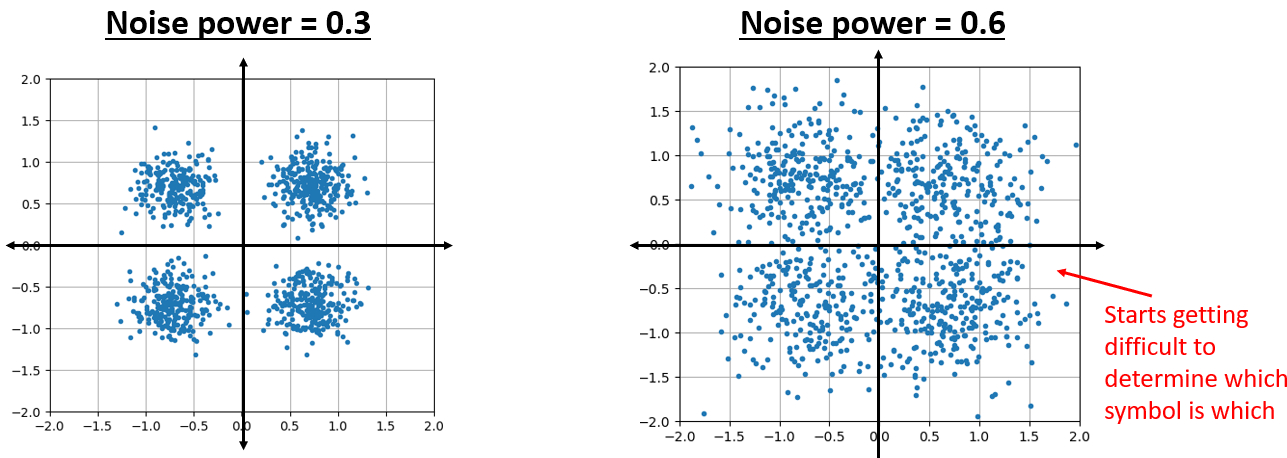 Noise power = 0.3
2.0
1.5
1.0
0.5
0.0
−0.5
−1.0
−1.5
−2.0
−2.0 −1.5 −1.0 −0.5 0.0 0.5 1.0 1.5 2.0
Noise power = 0.6
2.0
1.5
1.0
0.5
0.0
−0.5
−1.0
−1.5
−2.0
−2.0 −1.5 −1.0 −0.5 0.0 0.5 1.0 1.5 2.0
Starts getting
difficult to
determine which
symbol is which